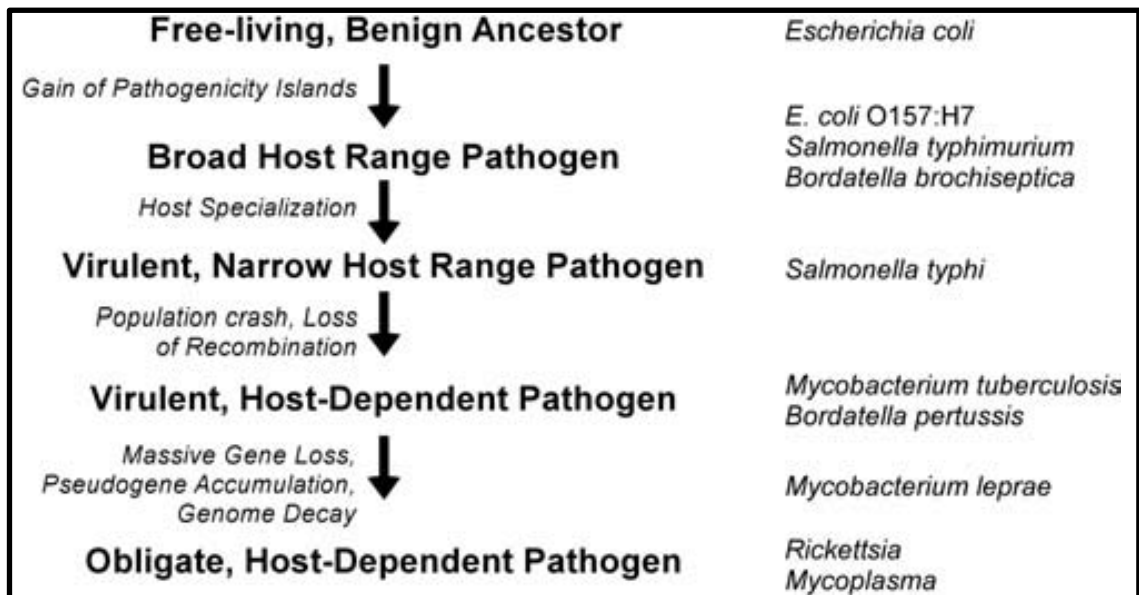 Free-living, Benign Ancestor
Escherichia coli
Gain of Pathogenicity Islands
E. coli O157:H7
Broad Host Range Pathogen
Salmonella typhimurium
Bordatella brochiseptica
Host Specialization
Virulent, Narrow Host Range Pathogen
Salmonella typhi
Population crash, Loss
of Recombination
Virulent, Host-Dependent Pathogen
Mycobacterium tuberculosis
Bordatella pertussis
Massive Gene Loss,
Pseudogene Accumulation,
Genome Decay
Mycobacterium leprae
Obligate, Host-Dependent Pathogen
Rickettsia
Mycoplasma